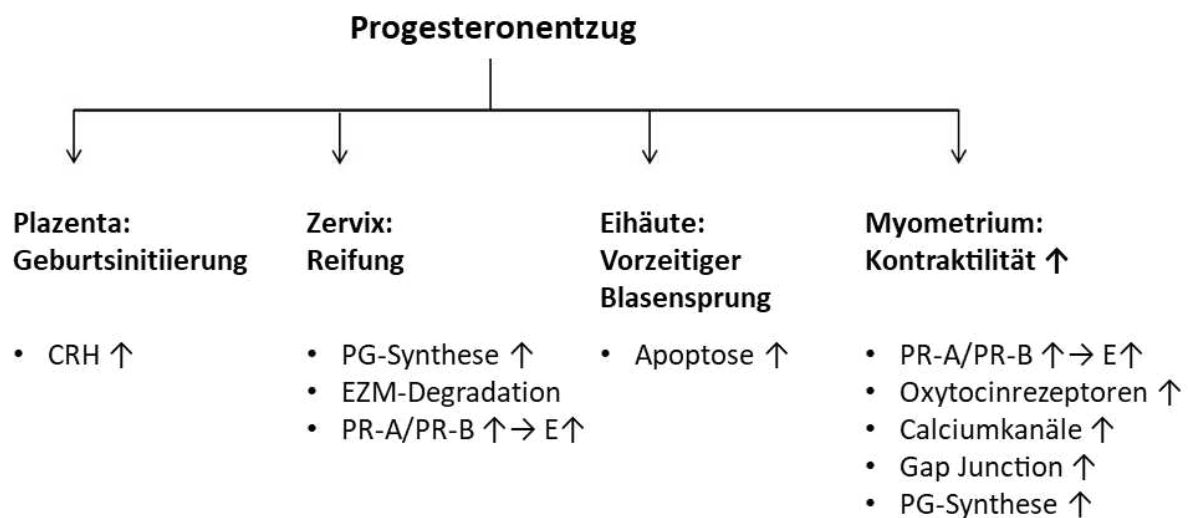 Progesteronentzug
Plazenta:
Geburtsinitiierung
• CRH ↑
Zervix:
Reifung
• PG-Synthese ↑
• EZM-Degradation
• PR-A/PR-B ↑→ E↑
Eihäute:
Vorzeitiger
Blasensprung
• Apoptose ↑
Myometrium:
Kontraktilität ↑
• PR-A/PR-B ↑→ E↑
• Oxytocinrezeptoren ↑
• Calciumkanäle ↑
• Gap Junction ↑
• PG-Synthese ↑